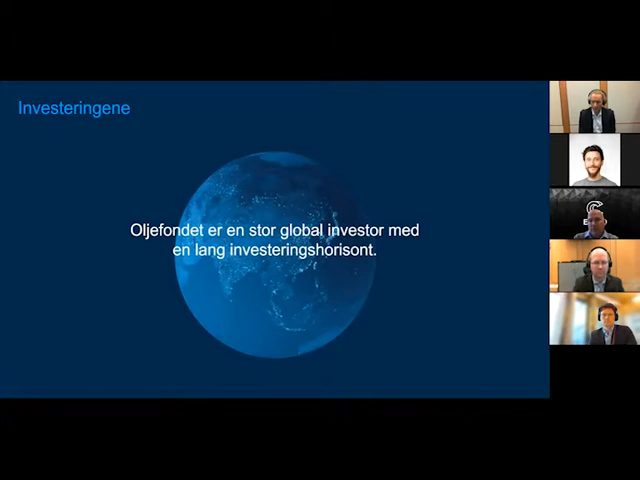 Investeringene
Oljefondet er en stor global investor med
en lang investeringshorisont.